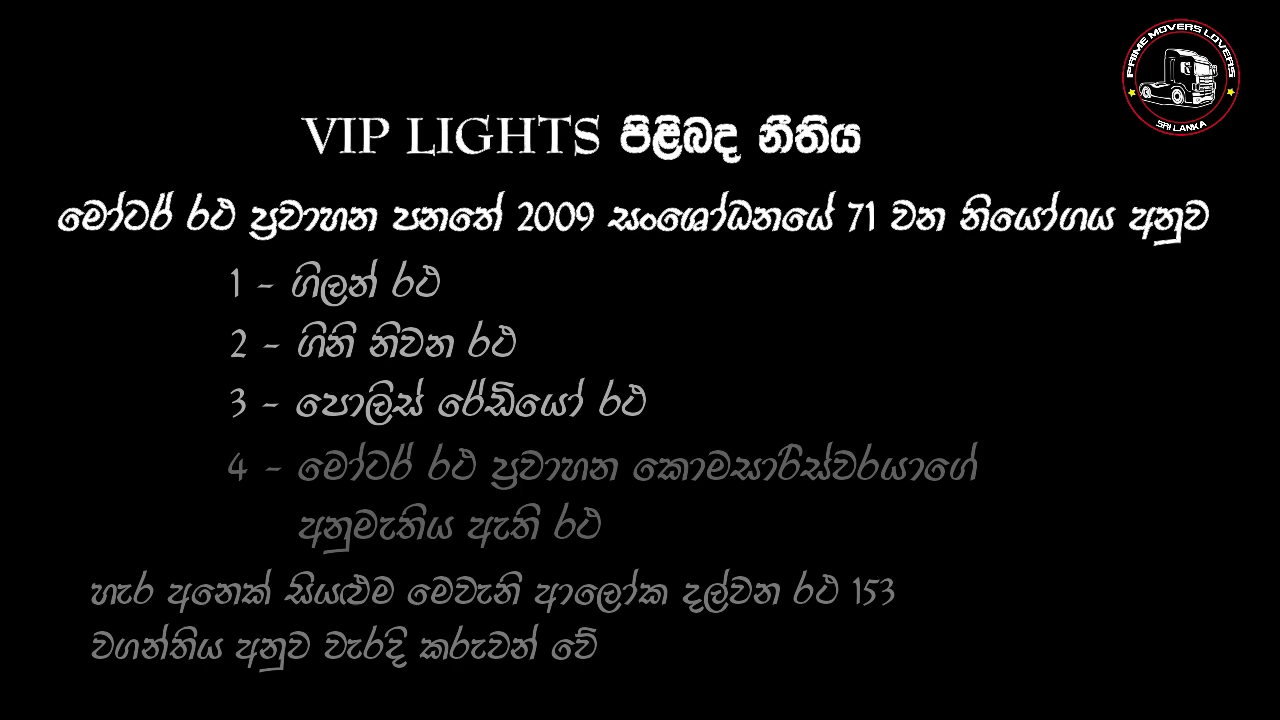 PRIME MOVERS LOVERS
SRI LANKA
VIP LIGHTS පිළිබද නීතිය
මෝටර් රථ ප්‍රවාහන පනතේ 2009 සංශෝධනයේ 71 වන නියෝගය අනුව
1 - ගිලන් රථ
2 - ගිනි නිවන රථ
3 - පොලිස් රේඩියෝ රථ
4 - මෝටර් රථ ප්‍රවාහන කොමසාරිස්වරයාගේ
අනුමැතිය ඇති රථ
හැර අනෙක් සියළුම මෙවැනි ආලෝක දල්වන රථ 153
වගන්තිය අනුව වැරදි කරුවන් වේ